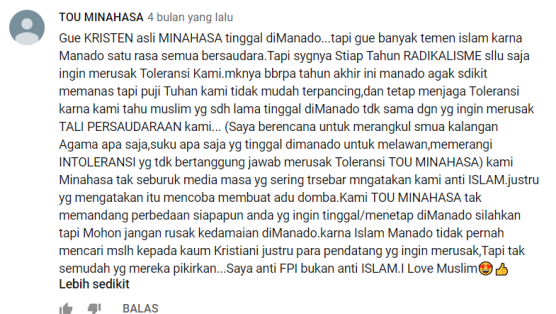 TOU MINAHASA 4 bulan yang lalu
Gue KRISTEN asli MINAHASA tinggal diManado...tapi gue banyak temen islam karna
Manado satu rasa semua bersaudara.Tapi sygnya Stiap Tahun RADIKALISME sllu saja
ingin merusak Toleransi Kami.mknya bbrpa tahun akhir ini manado agak sdikit
memanas tapi puji Tuhan kami tidak mudah terpancing,dan tetap menjaga Toleransi
karna kami tahu muslim yg sdh lama tinggal diManado tdk sama dgn yg ingin merusak
TALI PERSAUDARAAN kami... (Saya berencana untuk merangkul smua kalangan
Agama apa saja,suku apa saja yg tinggal dimanado untuk melawan,memerangi
INTOLERANSI yg tdk bertanggung jawab merusak Toleransi TOU MINAHASA) kami
Minahasa tak seburuk media masa yg sering trsebar mngatakan kami anti ISLAM.justru
yg mengatakan itu mencoba membuat adu domba.Kami TOU MINAHASA tak
memandang perbedaan siapapun anda yg ingin tinggal/menetap diManado silahkan
tapi Mohon jangan rusak kedamaian diManado.karna Islam Manado tidak pernah
mencari mslh kepada kaum Kristiani justru para pendatang yg ingin merusak,Tapi tak
semudah yg mereka pikirkan...Saya anti FPI bukan anti ISLAM.I Love Muslim🤩👍
Lebih sedikit
BALAS